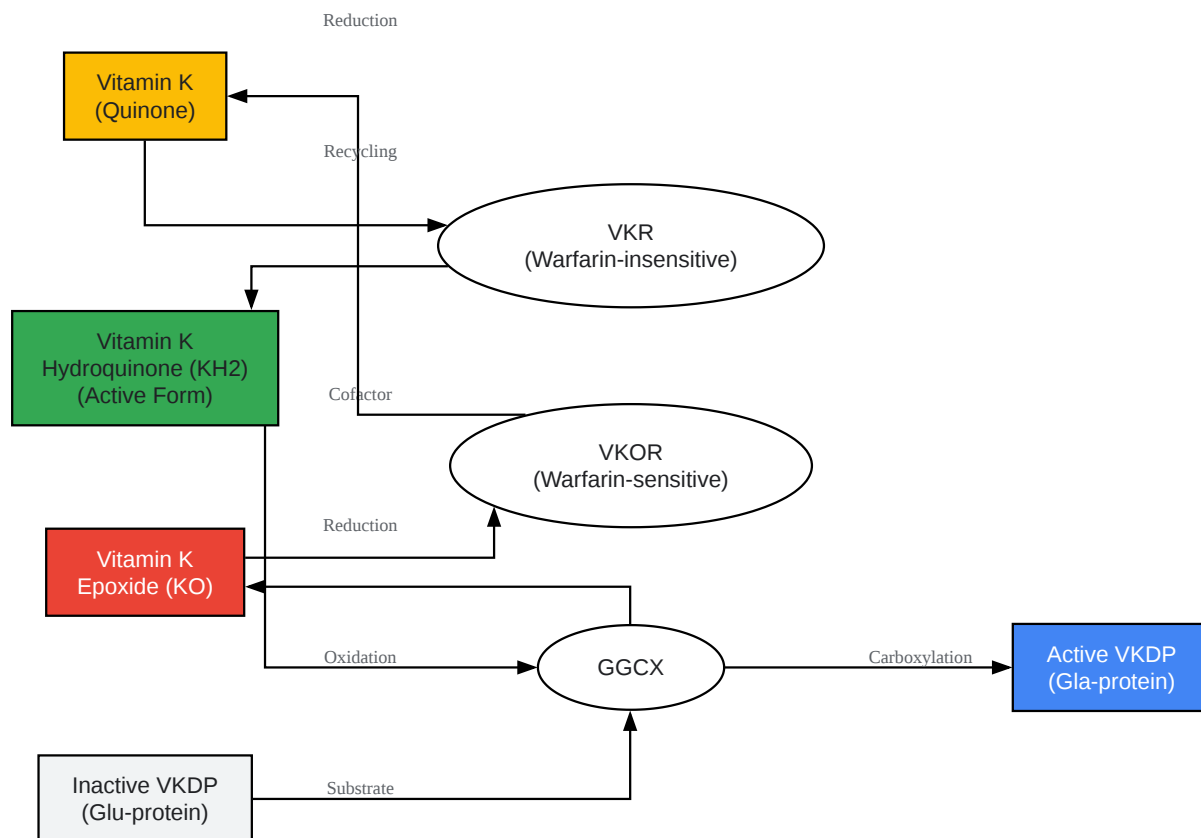 Reduction
Vitamin K
(Quinone)
Recycling
VKR
(Warfarin-insensitive)
Vitamin K
Hydroquinone (KH2)
(Active Form)
Cofactor
VKOR
(Warfarin-sensitive)
Reduction
Vitamin K
Epoxide (KO)
Oxidation
GGCX
Carboxylation
Active VKDP
(Gla-protein)
Inactive VKDP
(Glu-protein)
Substrate